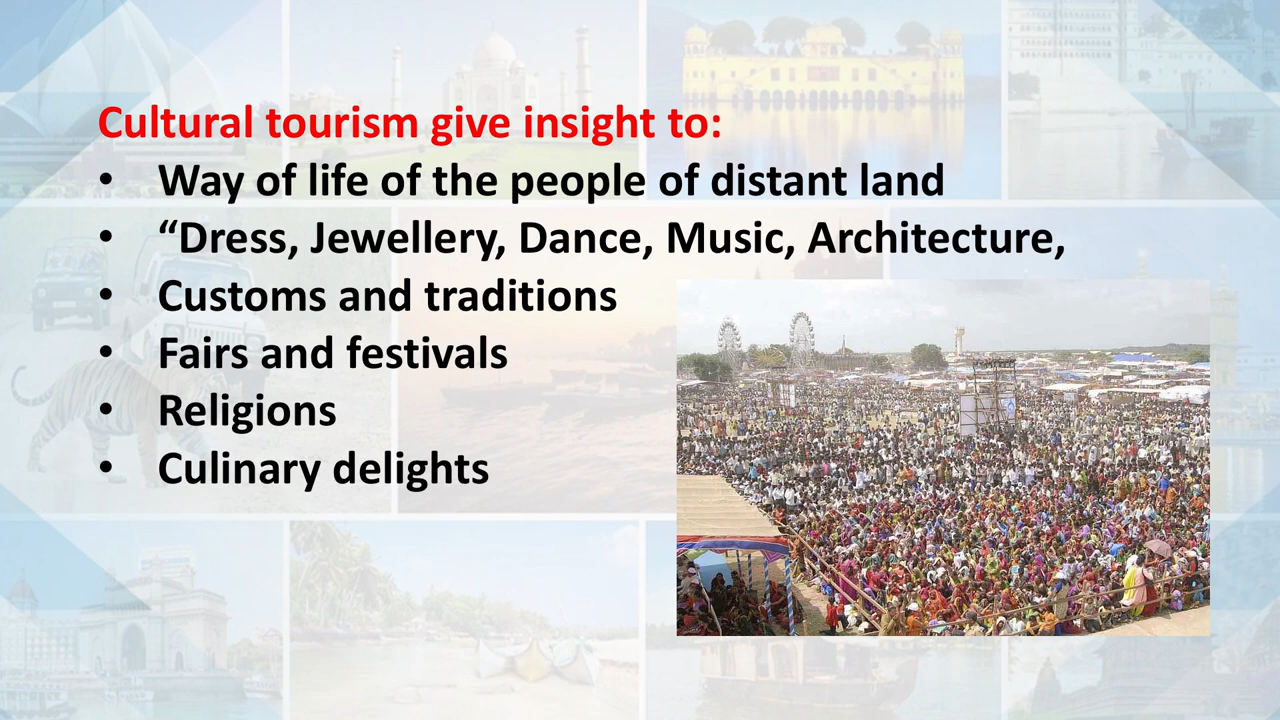 Cultural tourism give insight to:
• Way of life of the people of distant land
• “Dress, Jewellery, Dance, Music, Architecture,
• Customs and traditions
• Fairs and festivals
• Religions
• Culinary delights